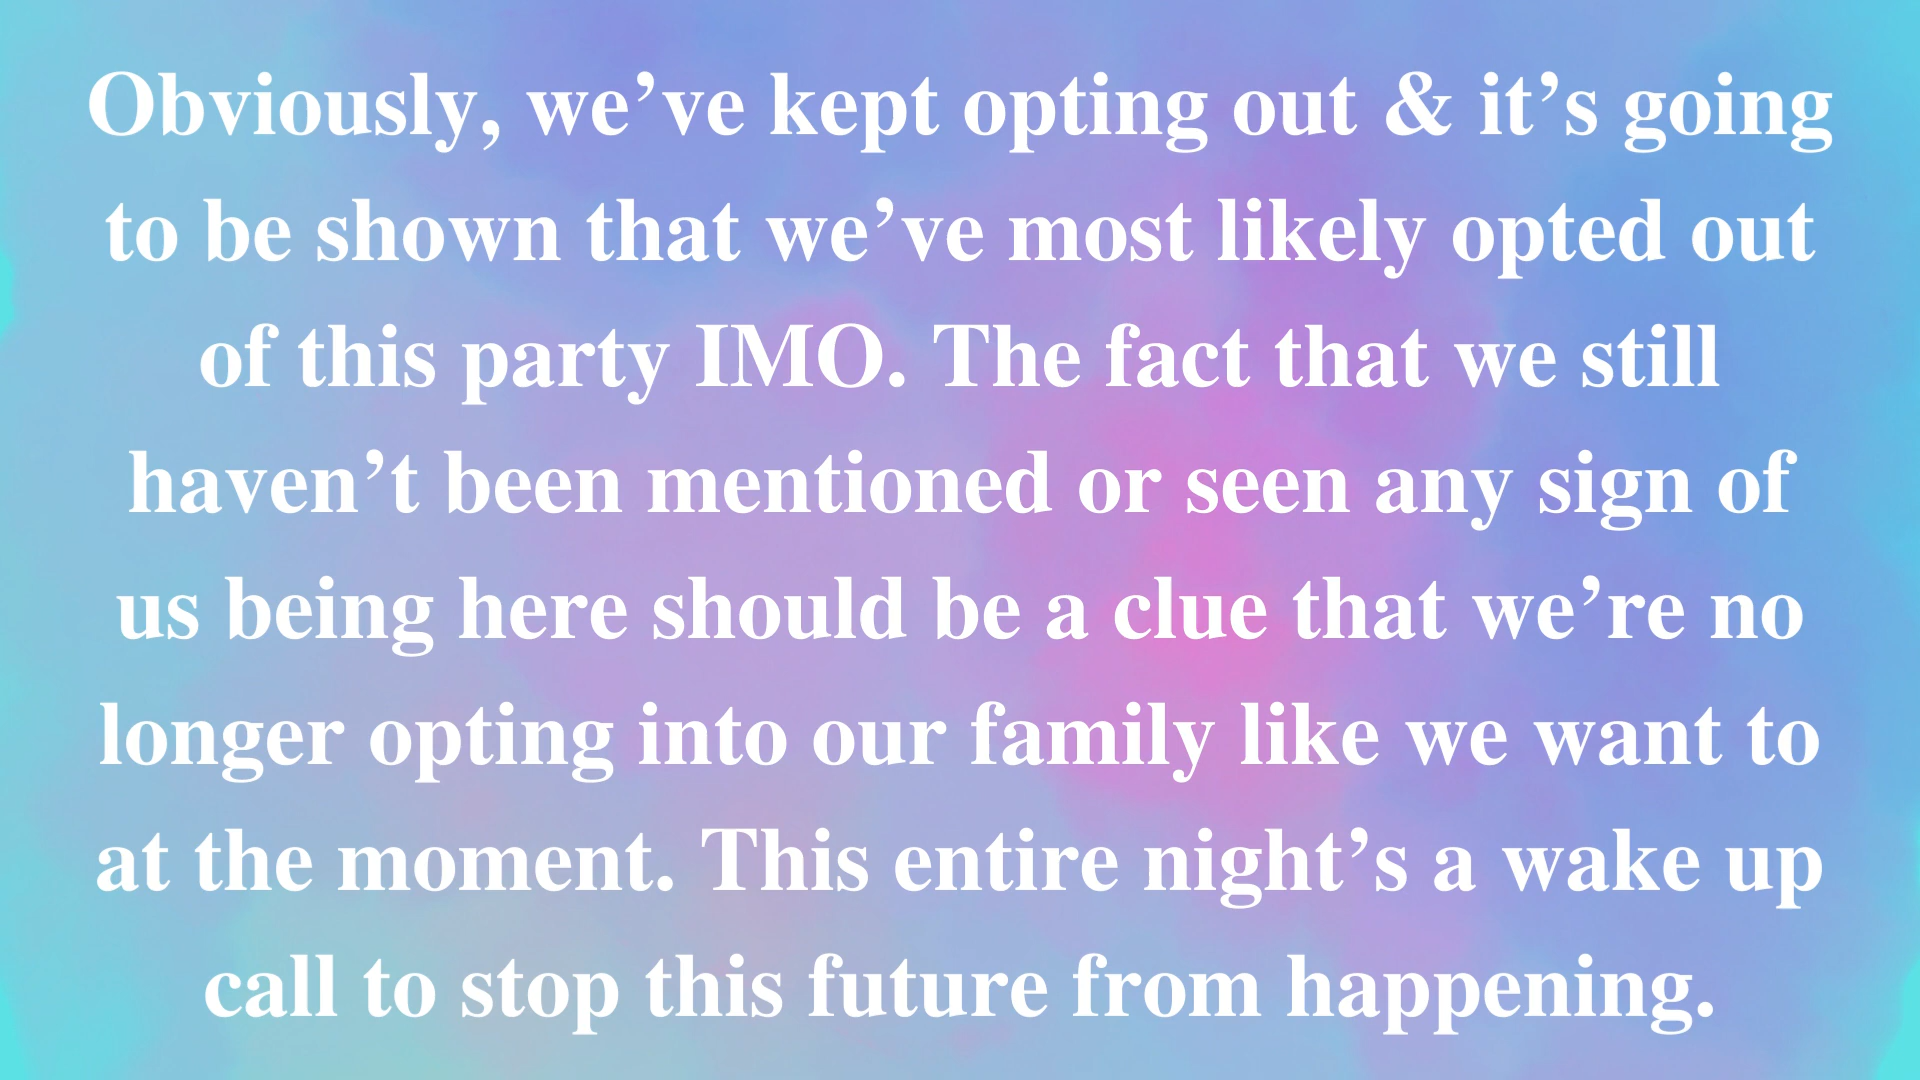 Obviously, we’ve kept opting out & it’s going
to be shown that we’ve most likely opted out
of this party IMO. The fact that we still
haven’t been mentioned or seen any sign of
us being here should be a clue that we’re no
longer opting into our family like we want to
at the moment. This entire night’s a wake up
call to stop this future from happening.